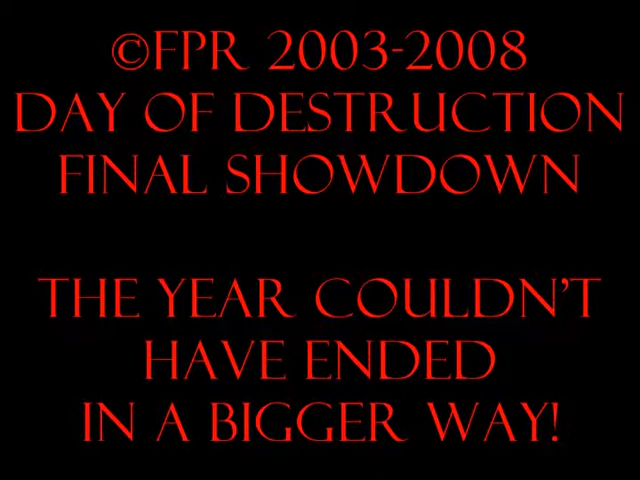 ©FPR 2003-2008
DAY OF DESTRUCTION
FINAL SHOWDOWN
THE YEAR COULDN'T
HAVE ENDED
IN A BIGGER WAY!